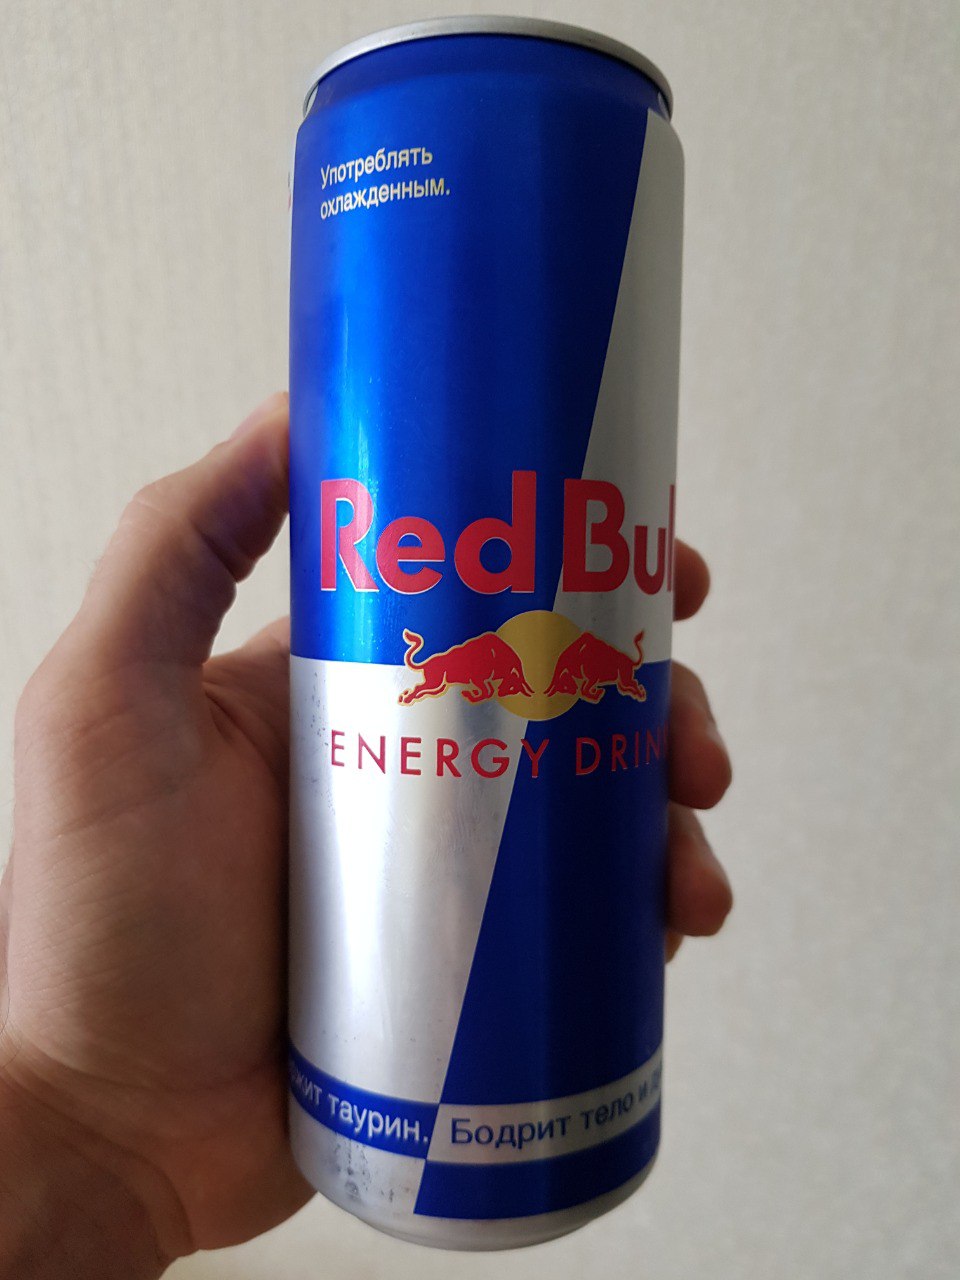 Употреблять
охлажденным.
Red Bul
ENERGY DRIN
таурин. Бодрит тело и